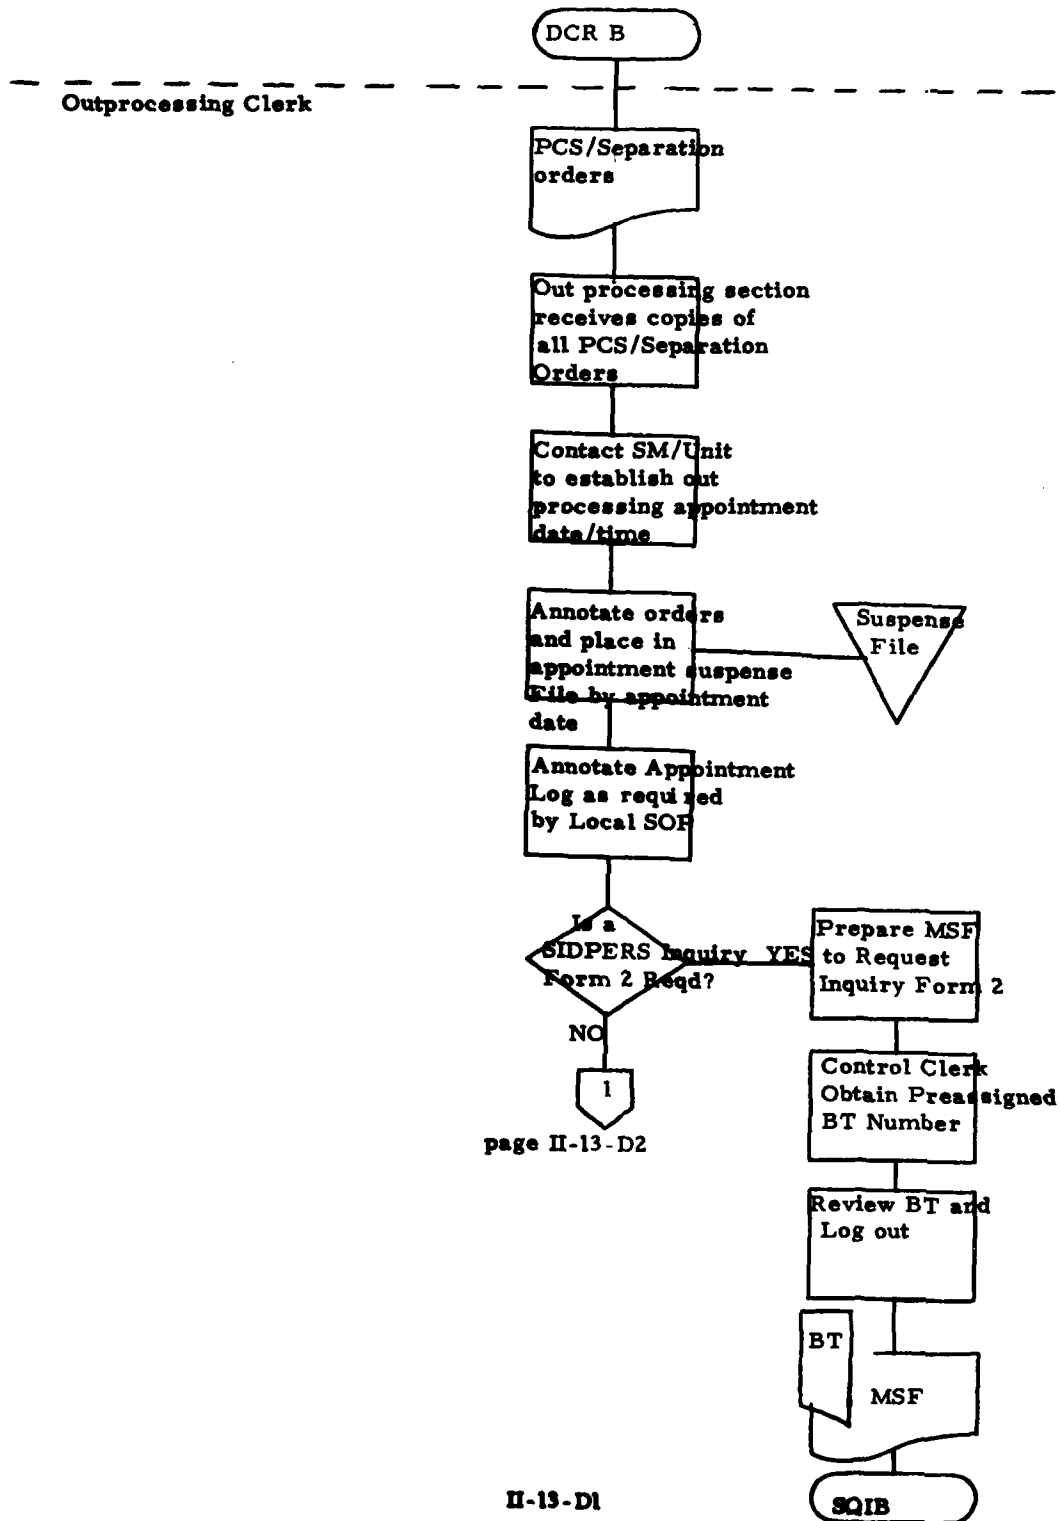 DCR B
Outprocessing Clerk
PCS/Separation
orders
Out processing section
receives copies of
all PCS/Separation
Orders
Contact SM/Unit
to establish out
processing appointment
date/time
Annotate orders
and place in
appointment suspense
File by appointment
date
Suspense
File
Annotate Appointment
Log as required
by Local SOP
Is a
SIDPERS Inquiry
Form 2 Reqd?
YES
NO
1
page II-13-D2
Prepare MSF
to Request
Inquiry Form 2
Control Clerk
Obtain Preassigned
BT Number
Review BT and
Log out
BT
MSF
SQIB
II-13-D1